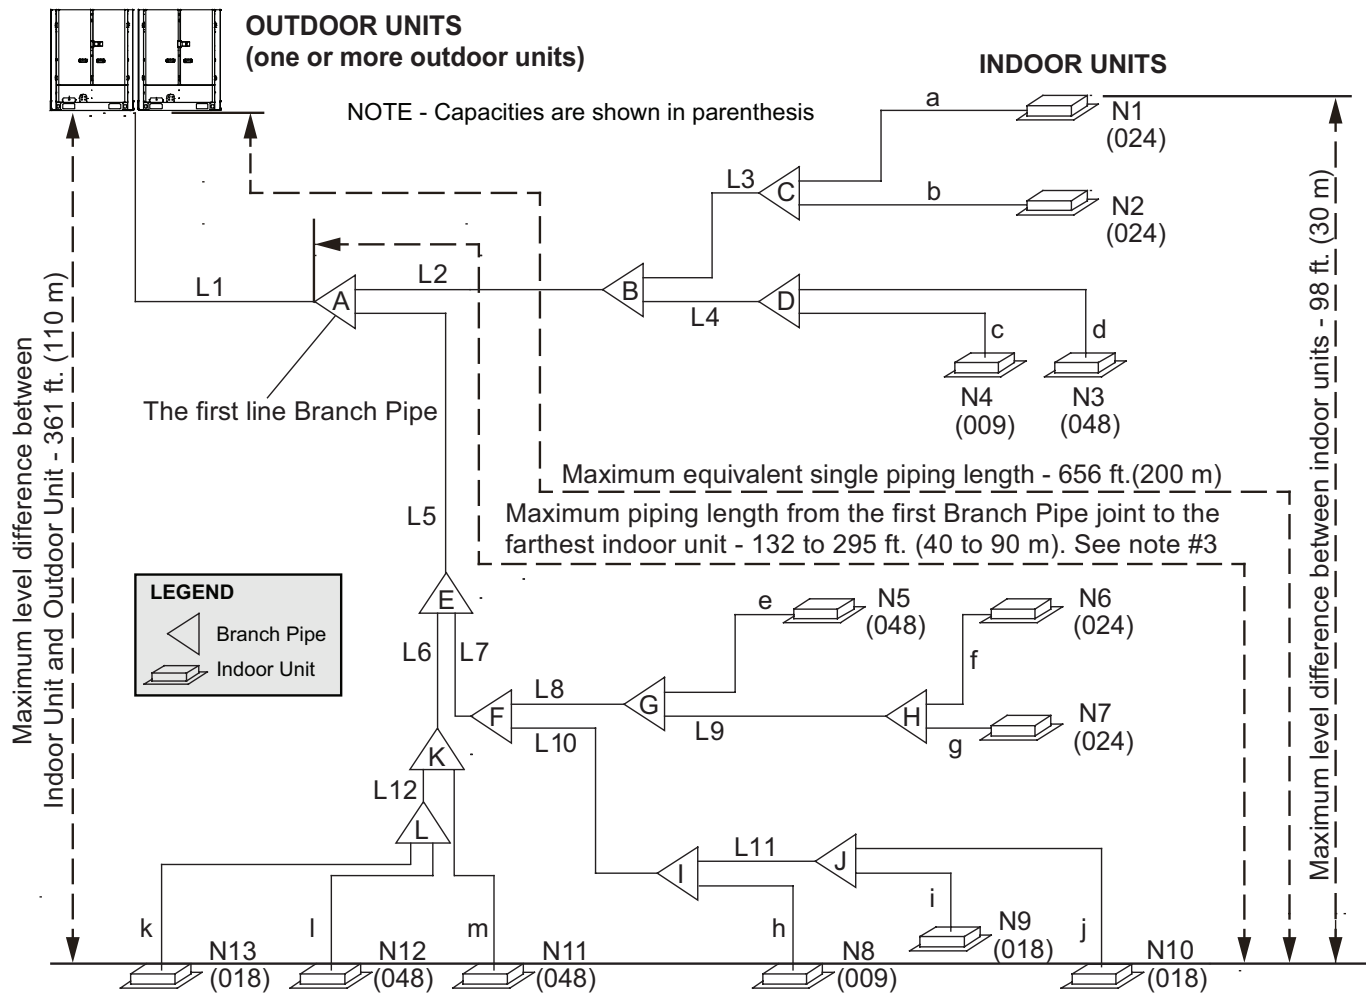 OUTDOOR UNITS
(one or more outdoor units)
INDOOR UNITS
NOTE - Capacities are shown in parenthesis
a
N1
(024)
L3
C
b
N2
(024)
L1
A
L2
B
L4
D
c
d
N4
(009)
N3
(048)
The first line Branch Pipe
Maximum level difference between
Indoor Unit and Outdoor Unit - 361 ft. (110 m)
Maximum level difference between indoor units - 98 ft. (30 m)
Maximum equivalent single piping length - 656 ft.(200 m)
L5
Maximum piping length from the first Branch Pipe joint to the
farthest indoor unit - 132 to 295 ft. (40 to 90 m). See note #3
LEGEND
Branch Pipe
Indoor Unit
E
L6
L7
e
N5
(048)
N6
(024)
f
L8
F
G
L10
L9
H
g
N7
(024)
K
L12
L
L11
I
J
k
l
m
h
i
j
N13
(018)
N12
(048)
N11
(048)
N8
(009)
N9
(018)
N10
(018)